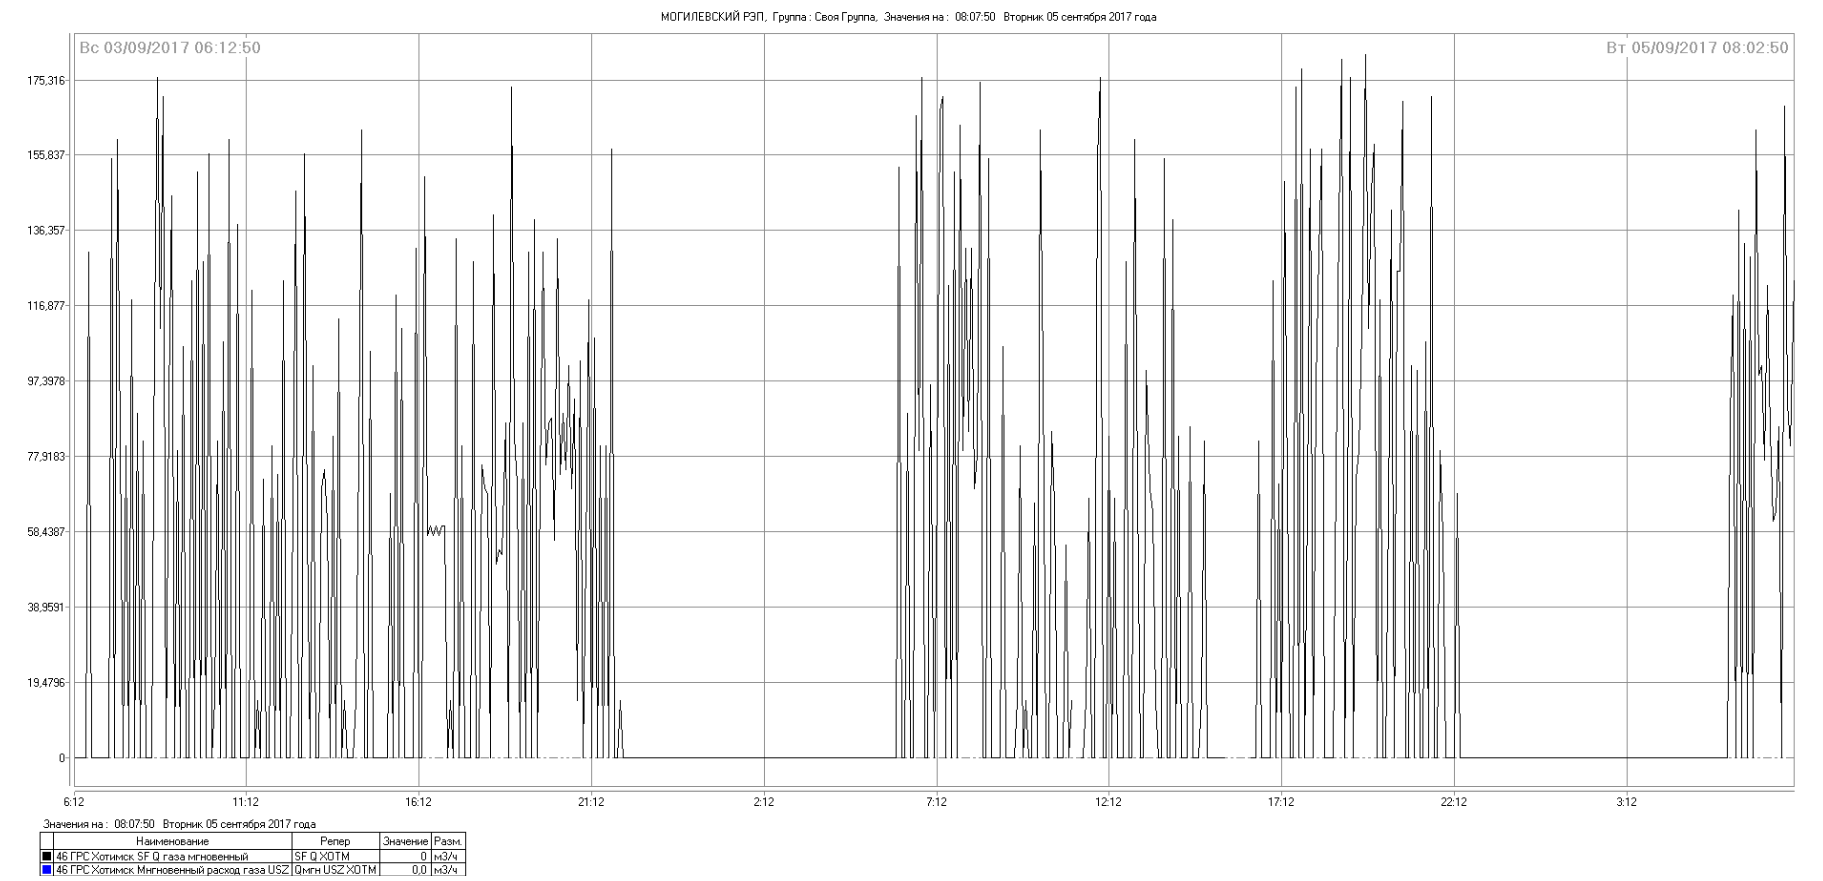 МОГИЛЕВСКИЙ РЭП, Группа : Своя Группа, Значения на : 08:07:50 Вторник 05 сентября 2017 года
Вс 03/09/2017 06:12:50
Вт 05/09/2017 08:02:50
175,316
155,837
136,357
116,877
97,3978
77,9183
58,4387
38,9591
19,4796
0
6:12 11:12 16:12 21:12 2:12 7:12 12:12 17:12 22:12 3:12
Значения на : 08:07:50 Вторник 05 сентября 2017 года
Наименование Репер Значение Разм.
46 ГРС Хотимск SF Q газа мгновенный SF Q ХОТМ 0 м3/ч
46 ГРС Хотимск Мнгновенный расход газа USZ Qмгн USZ ХОТМ 0,0 м3/ч